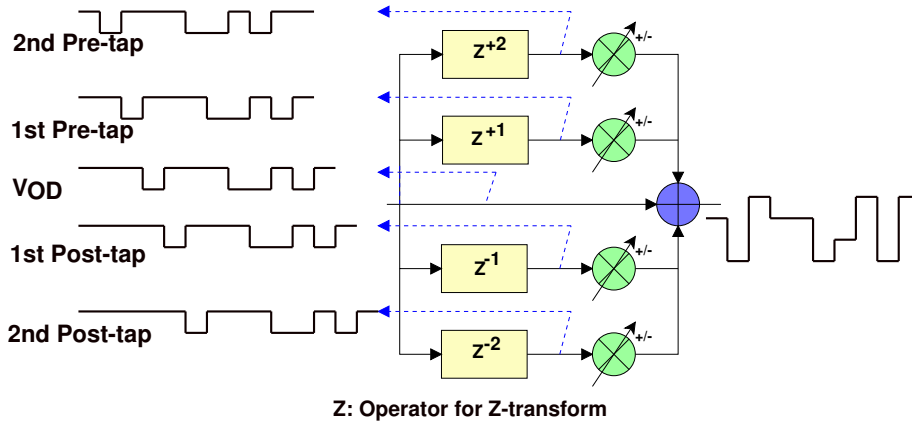 2nd Pre-tap
Z+2
+/-
1st Pre-tap
Z+1
+/-
VOD
1st Post-tap
Z-1
+/-
2nd Post-tap
Z-2
+/-
Z: Operator for Z-transform